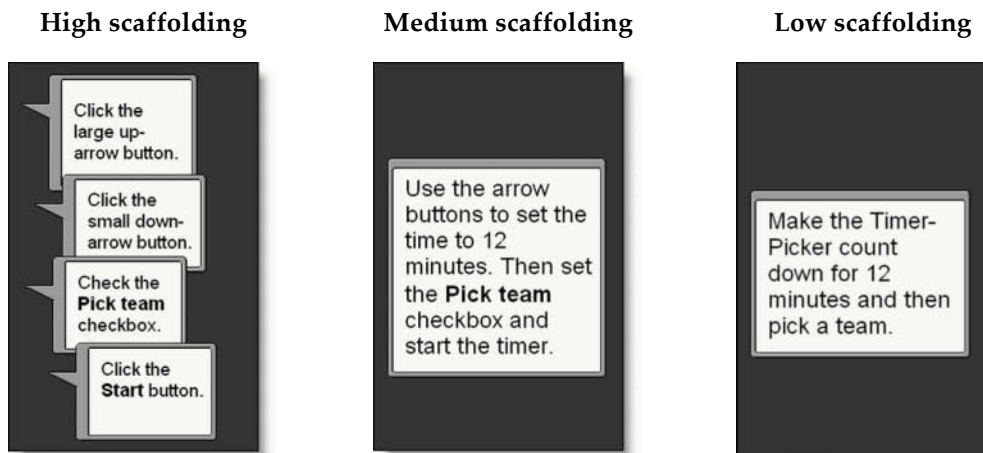 High scaffolding
Medium scaffolding
Low scaffolding
Click the
large up-
arrow button.
Click the
small down-
arrow button.
Check the
Pick team
checkbox.
Click the
Start button.
Use the arrow
buttons to set the
time to 12
minutes. Then set
the Pick team
checkbox and
start the timer.
Make the Timer-
Picker count
down for 12
minutes and then
pick a team.